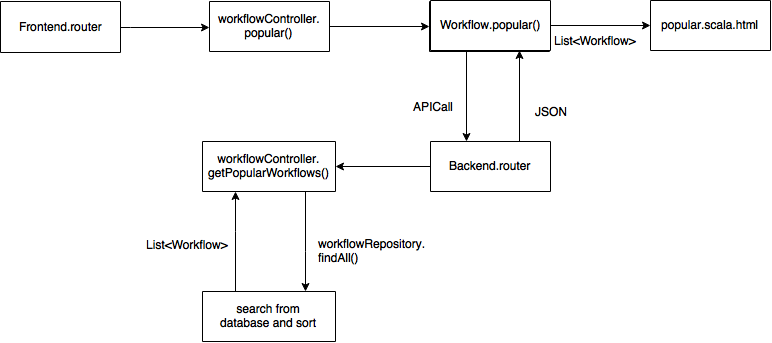 Frontend.router
workflowController.
popular()
Workflow.popular()
List<Workflow>
popular.scala.html
APICall
JSON
workflowController.
getPopularWorkflows()
Backend.router
List<Workflow>
workflowRepository.
findAll()
search from
database and sort